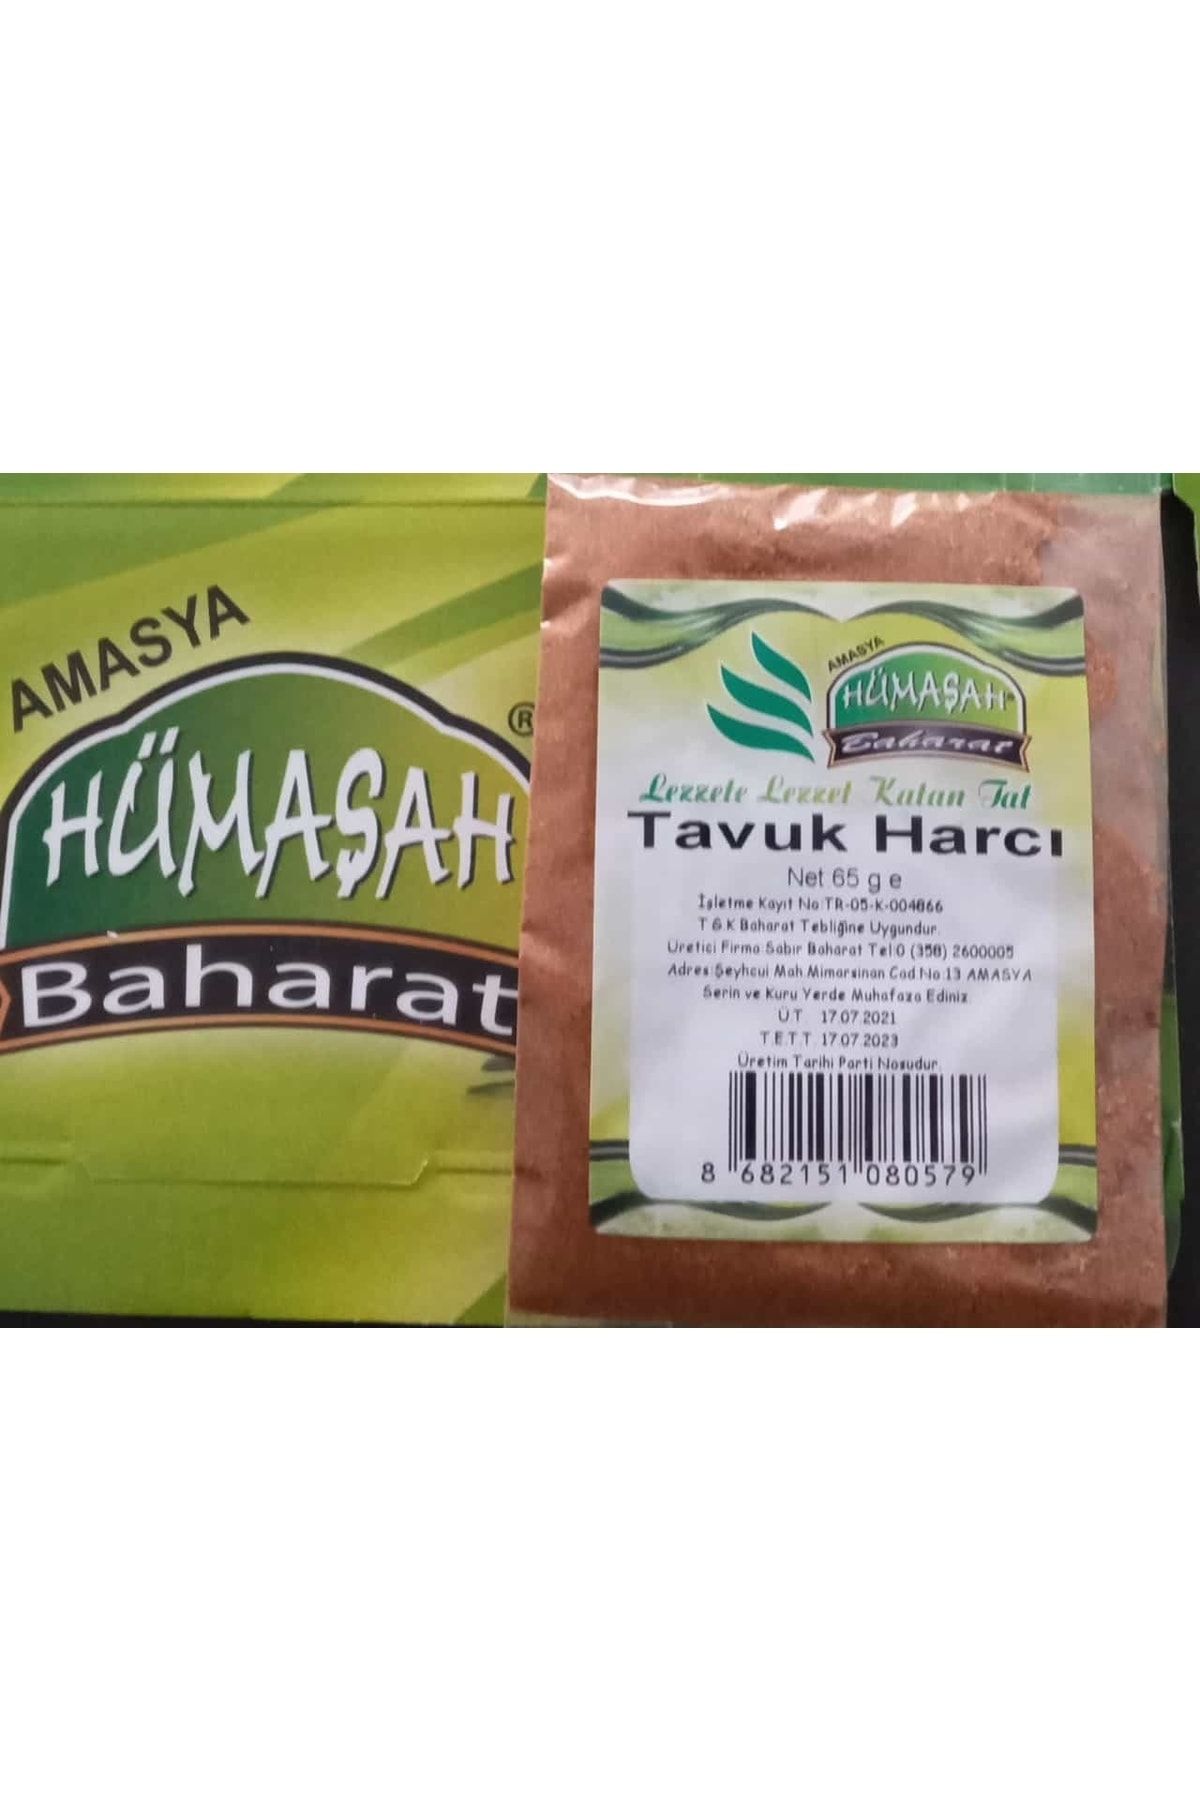 AMASYA
HÜMAŞAH
®
Baharat
AMASYA
HÜMAŞAH
Baharat
Lezzete Lezzet Katan Tat
Tavuk Harcı
Net 65 g e
İşletme Kayıt No:TR-05-K-004866
T & K Baharat Tebliğine Uygundur.
Üretici Firma:Sabır Baharat Tel:0 (358) 2600005
Adres:Şeyhcui Mah.Mimarsinan Cad.No:13 AMASYA
Serin ve Kuru Yerde Muhafaza Ediniz.
Ü.T. 17.07.2021
T.E.T.T. 17.07.2023
Üretim Tarihi Parti Nosudur.
8 682151 080579